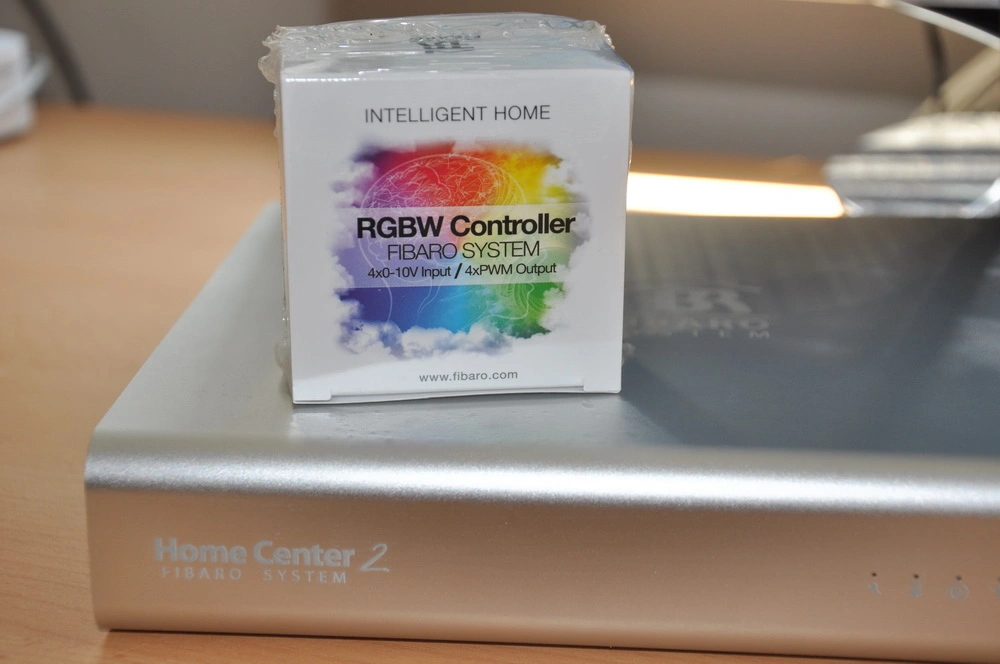 INTELLIGENT HOME
RGBW Controller
FIBARO SYSTEM
4x0-10V Input / 4xPWM Output
www.fibaro.com
Home Center 2
FIBARO SYSTEM